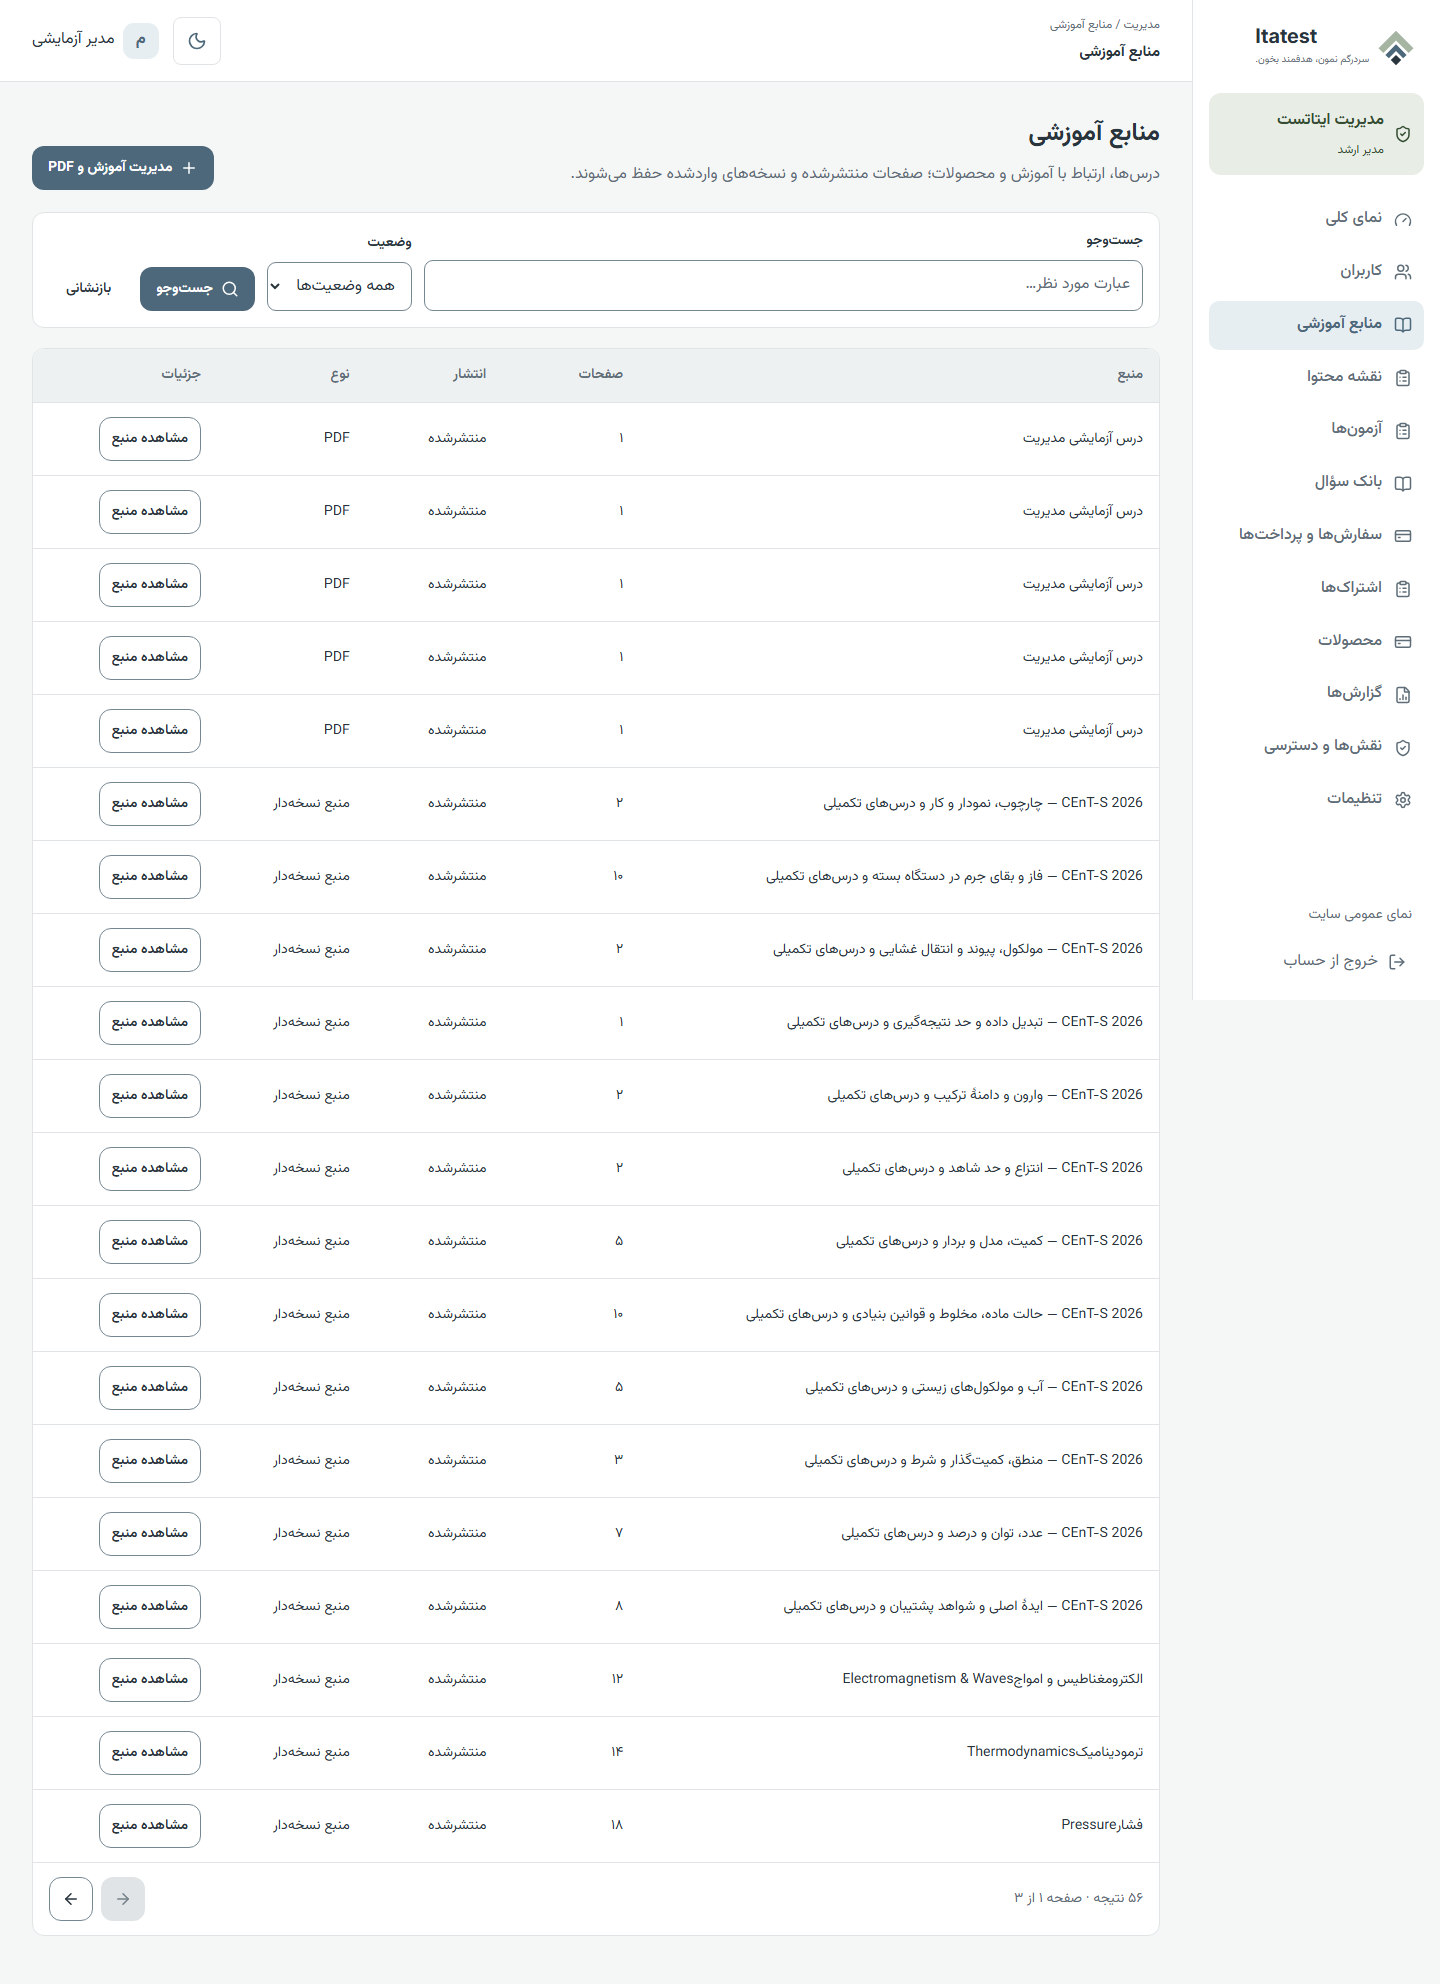 Itatest
سردرگم نمون، هدفمند بخون.
مدیریت ایتاتست
مدیر ارشد
نمای کلی
کاربران
منابع آموزشی
نقشه محتوا
آزمون‌ها
بانک سؤال
سفارش‌ها و پرداخت‌ها
اشتراک‌ها
محصولات
گزارش‌ها
نقش‌ها و دسترسی
تنظیمات
نمای عمومی سایت
خروج از حساب
مدیریت / منابع آموزشی
منابع آموزشی
م مدیر آزمایشی
منابع آموزشی
درس‌ها، ارتباط با آموزش و محصولات؛ صفحات منتشرشده و نسخه‌های واردشده حفظ می‌شوند.
مدیریت آموزش و PDF
جست‌وجو
عبارت مورد نظر...
وضعیت
همه وضعیت‌ها
جست‌وجو
بازنشانی
منبع صفحات انتشار نوع جزئیات
درس آزمایشی مدیریت ۱ منتشرشده PDF مشاهده منبع
درس آزمایشی مدیریت ۱ منتشرشده PDF مشاهده منبع
درس آزمایشی مدیریت ۱ منتشرشده PDF مشاهده منبع
درس آزمایشی مدیریت ۱ منتشرشده PDF مشاهده منبع
درس آزمایشی مدیریت ۱ منتشرشده PDF مشاهده منبع
CEnT-S 2026 — چارچوب، نمودار و کار و درس‌های تکمیلی ۲ منتشرشده منبع نسخه‌دار مشاهده منبع
CEnT-S 2026 — فاز و بقای جرم در دستگاه بسته و درس‌های تکمیلی ۱۰ منتشرشده منبع نسخه‌دار مشاهده منبع
CEnT-S 2026 — مولکول، پیوند و انتقال غشایی و درس‌های تکمیلی ۲ منتشرشده منبع نسخه‌دار مشاهده منبع
CEnT-S 2026 — تبدیل داده و حد نتیجه‌گیری و درس‌های تکمیلی ۱ منتشرشده منبع نسخه‌دار مشاهده منبع
CEnT-S 2026 — وارون و دامنهٔ ترکیب و درس‌های تکمیلی ۲ منتشرشده منبع نسخه‌دار مشاهده منبع
CEnT-S 2026 — انتزاع و حد شاهد و درس‌های تکمیلی ۲ منتشرشده منبع نسخه‌دار مشاهده منبع
CEnT-S 2026 — کمیت، مدل و بردار و درس‌های تکمیلی ۵ منتشرشده منبع نسخه‌دار مشاهده منبع
CEnT-S 2026 — حالت ماده، مخلوط و قوانین بنیادی و درس‌های تکمیلی ۱۰ منتشرشده منبع نسخه‌دار مشاهده منبع
CEnT-S 2026 — آب و مولکول‌های زیستی و درس‌های تکمیلی ۵ منتشرشده منبع نسخه‌دار مشاهده منبع
CEnT-S 2026 — منطق، کمیت‌گذار و شرط و درس‌های تکمیلی ۳ منتشرشده منبع نسخه‌دار مشاهده منبع
CEnT-S 2026 — عدد، توان و درصد و درس‌های تکمیلی ۷ منتشرشده منبع نسخه‌دار مشاهده منبع
CEnT-S 2026 — ایدهٔ اصلی و شواهد پشتیبان و درس‌های تکمیلی ۸ منتشرشده منبع نسخه‌دار مشاهده منبع
الکترومغناطیس و امواجElectromagnetism & Waves ۱۲ منتشرشده منبع نسخه‌دار مشاهده منبع
ترمودینامیکThermodynamics ۱۴ منتشرشده منبع نسخه‌دار مشاهده منبع
فشارPressure ۱۸ منتشرشده منبع نسخه‌دار مشاهده منبع
۵۶ نتیجه · صفحه ۱ از ۳